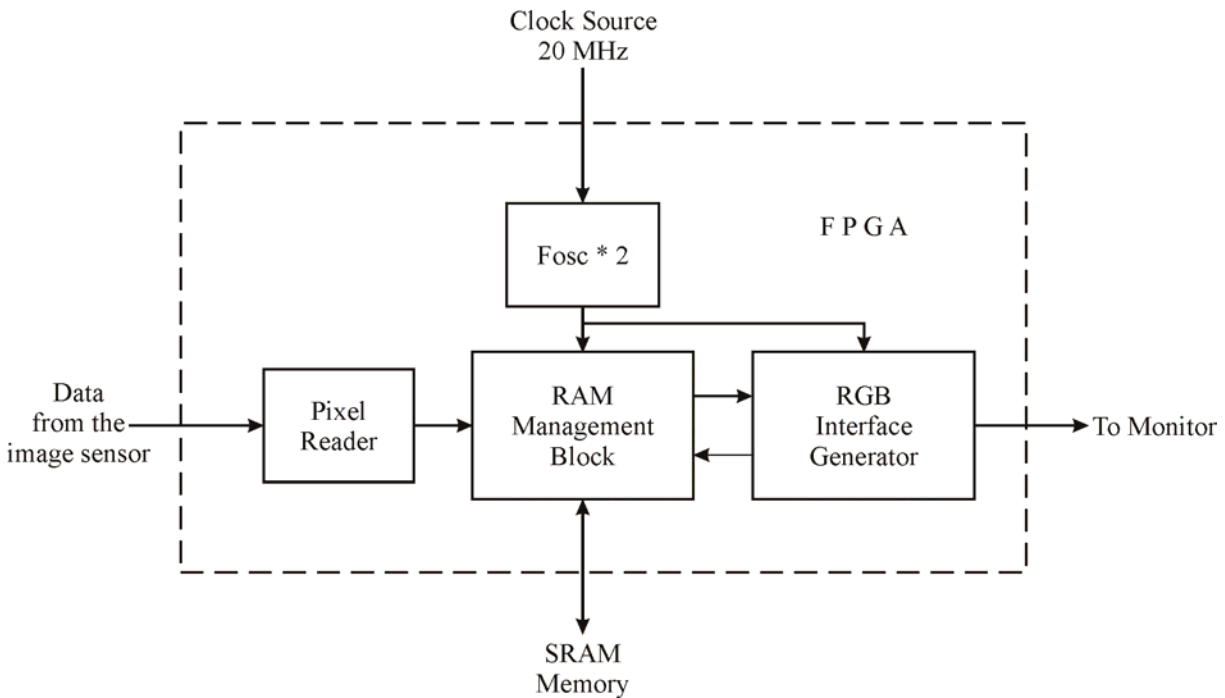 Clock Source
20 MHz
F P G A
Fosc * 2
Data
from the
image sensor
Pixel
Reader
RAM
Management
Block
RGB
Interface
Generator
To Monitor
SRAM
Memory